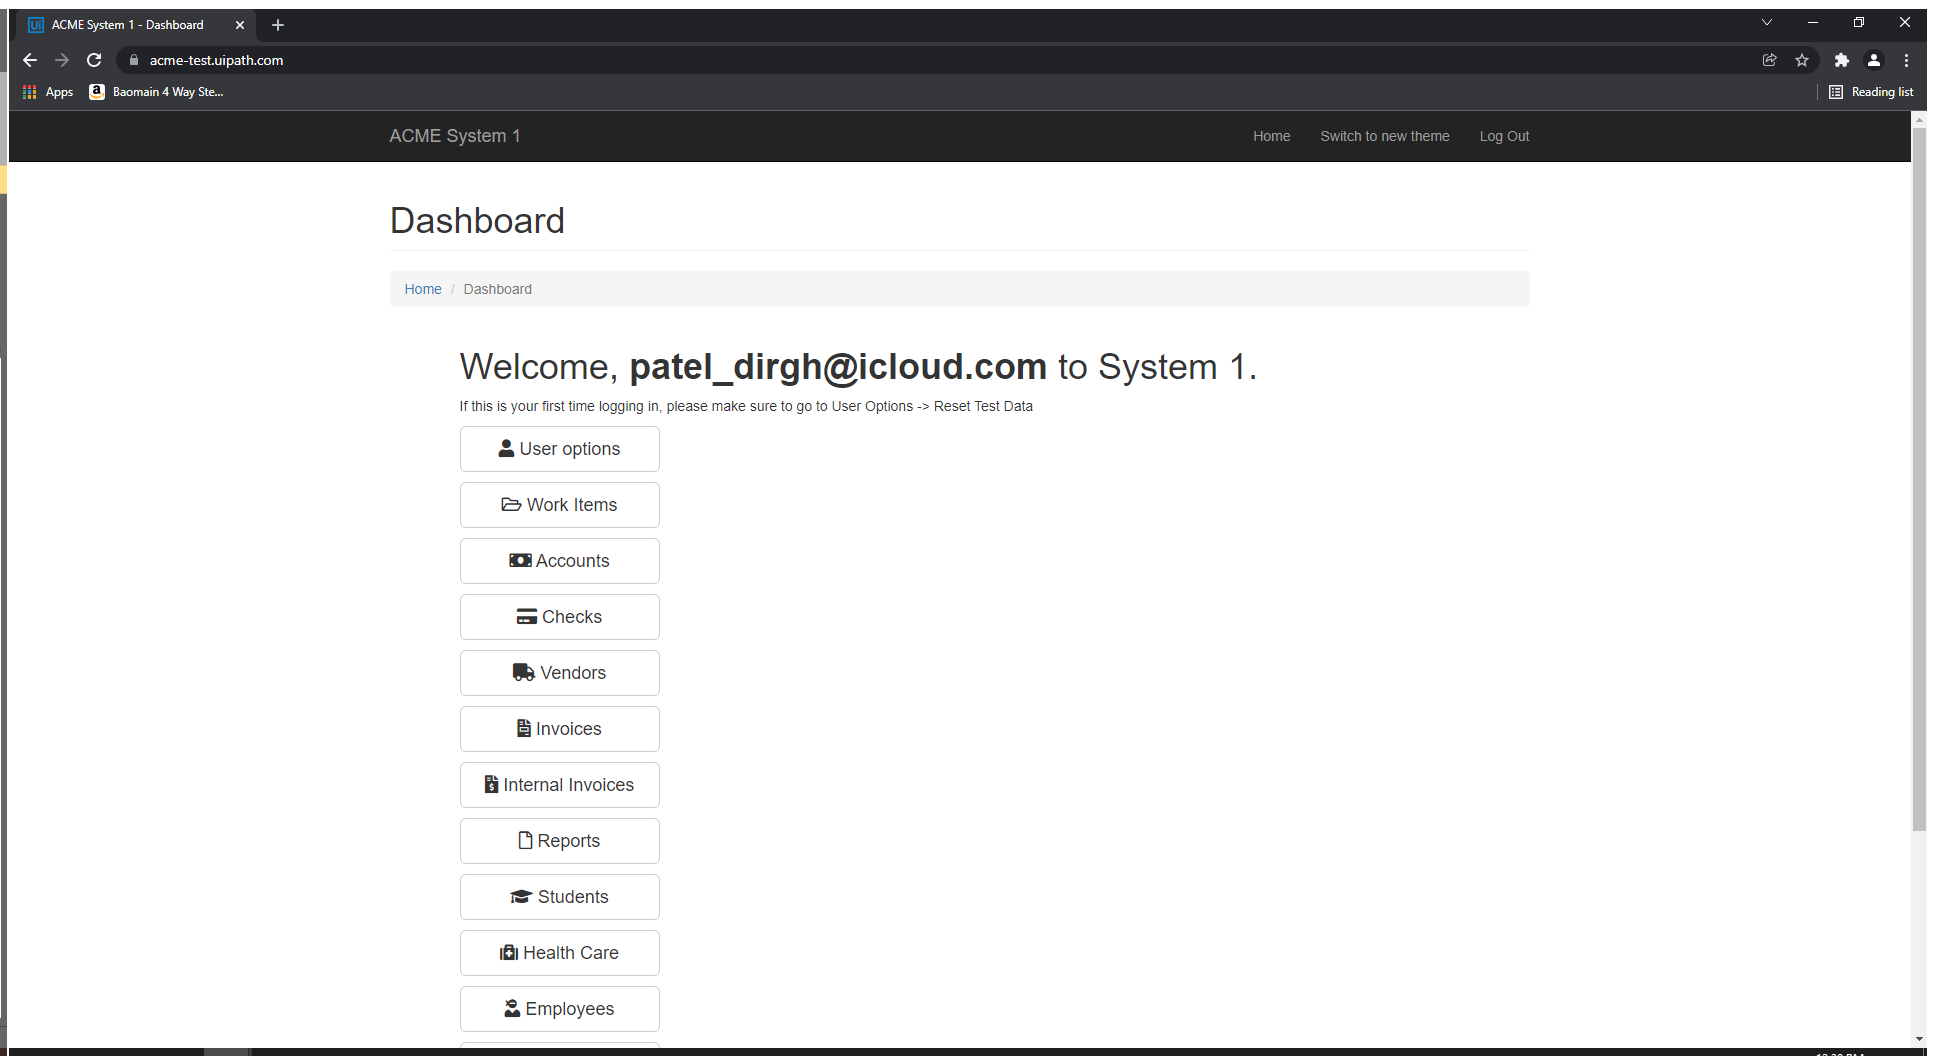 ACME System 1 - Dashboard
acme-test.uipath.com
Apps Baomain 4 Way Ste... Reading list
ACME System 1 Home Switch to new theme Log Out
Dashboard
Home / Dashboard
Welcome, patel_dirgh@icloud.com to System 1.
If this is your first time logging in, please make sure to go to User Options -> Reset Test Data
User options
Work Items
Accounts
Checks
Vendors
Invoices
Internal Invoices
Reports
Students
Health Care
Employees